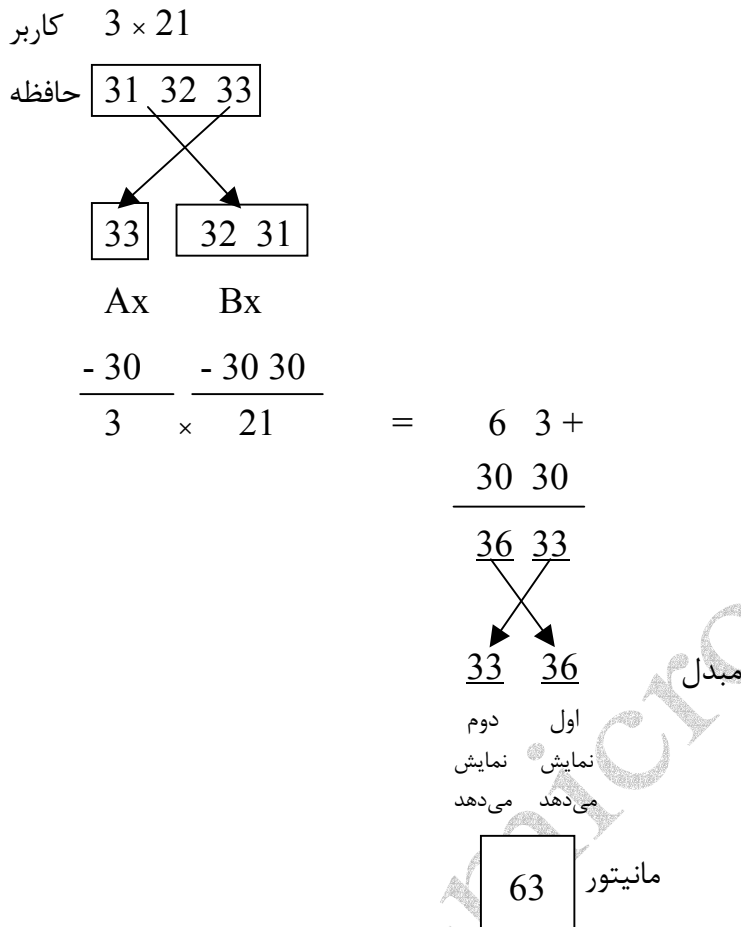 کاربر 3 × 21
حافظه 31 32 33
33 32 31
Ax Bx
- 30 - 30 30
3 × 21 = 6 3 +
30 30
36 33
33 36 مبدل
دوم اول
نمایش نمایش
می‌دهد می‌دهد
63 مانیتور